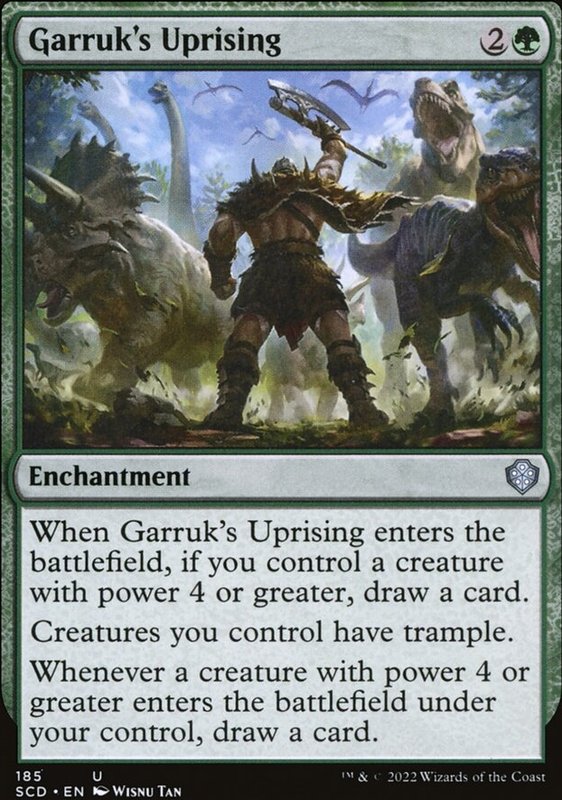 Garruk's Uprising 2
Enchantment
When Garruk's Uprising enters the
battlefield, if you control a creature
with power 4 or greater, draw a card.
Creatures you control have trample.
Whenever a creature with power 4 or
greater enters the battlefield under
your control, draw a card.
185 U
SCD • EN Wisnu Tan
™ & © 2022 Wizards of the Coast